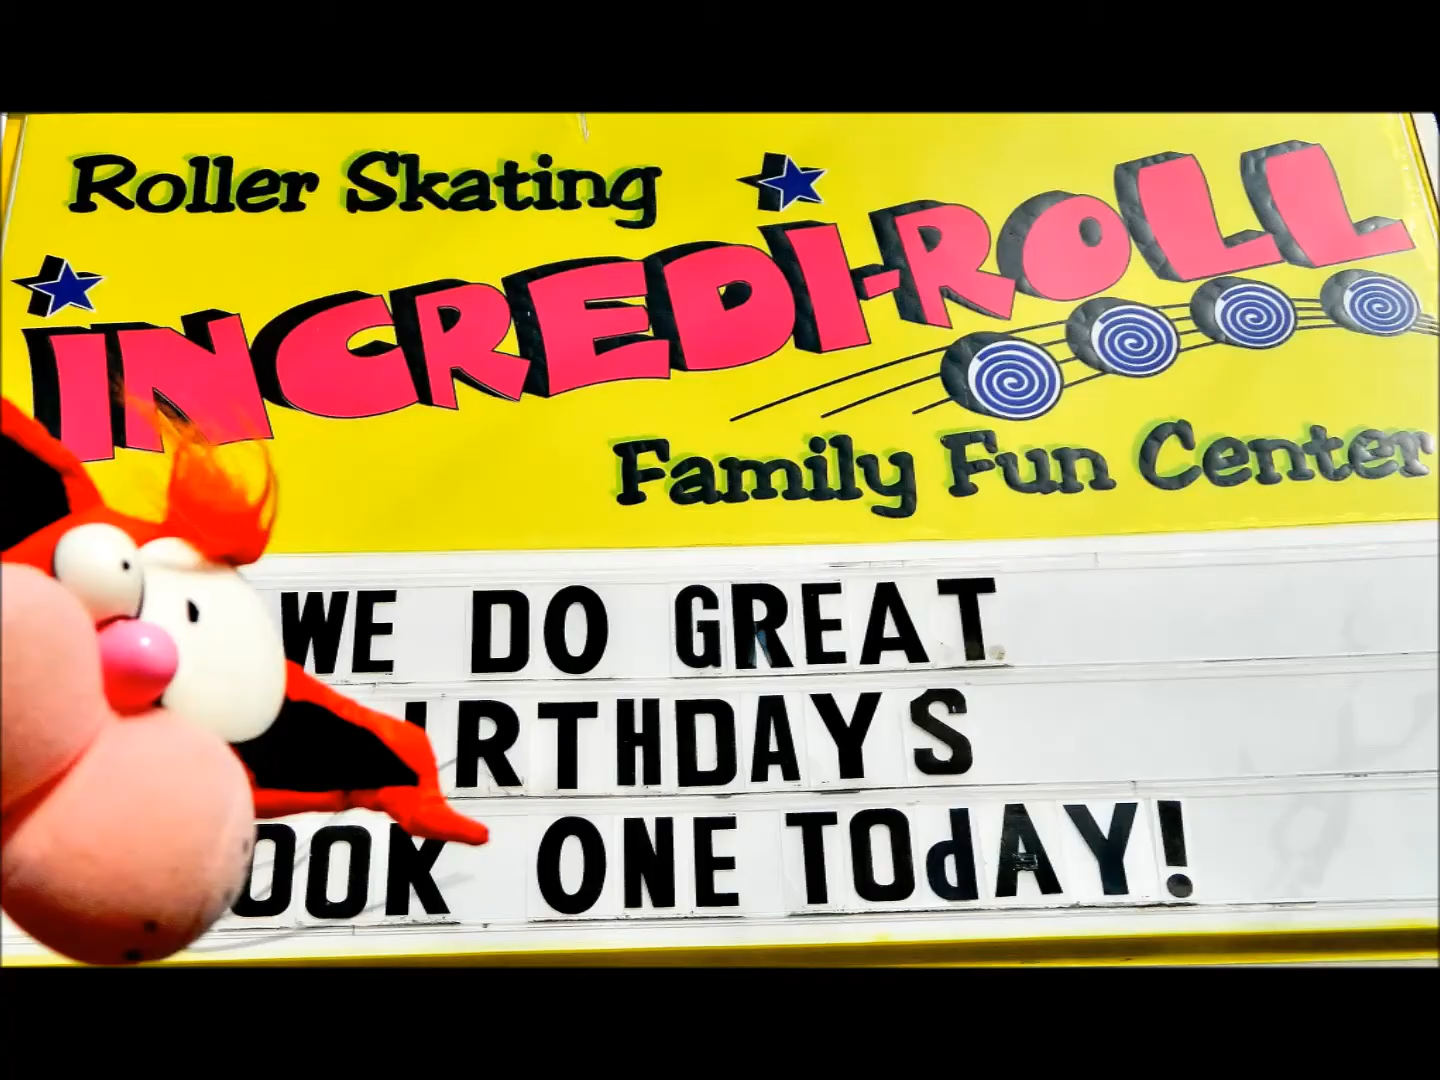 Roller Skating
INCREDI-ROLL
Family Fun Center
WE DO GREAT
IRTHDAYS
OOK ONE TOdAY!